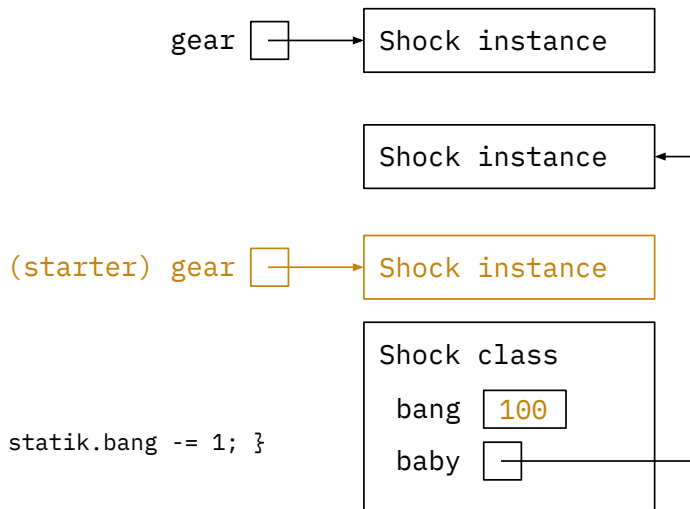 gear Shock instance
Shock instance
(starter) gear Shock instance
Shock class
bang 100
statik.bang -= 1; }
baby